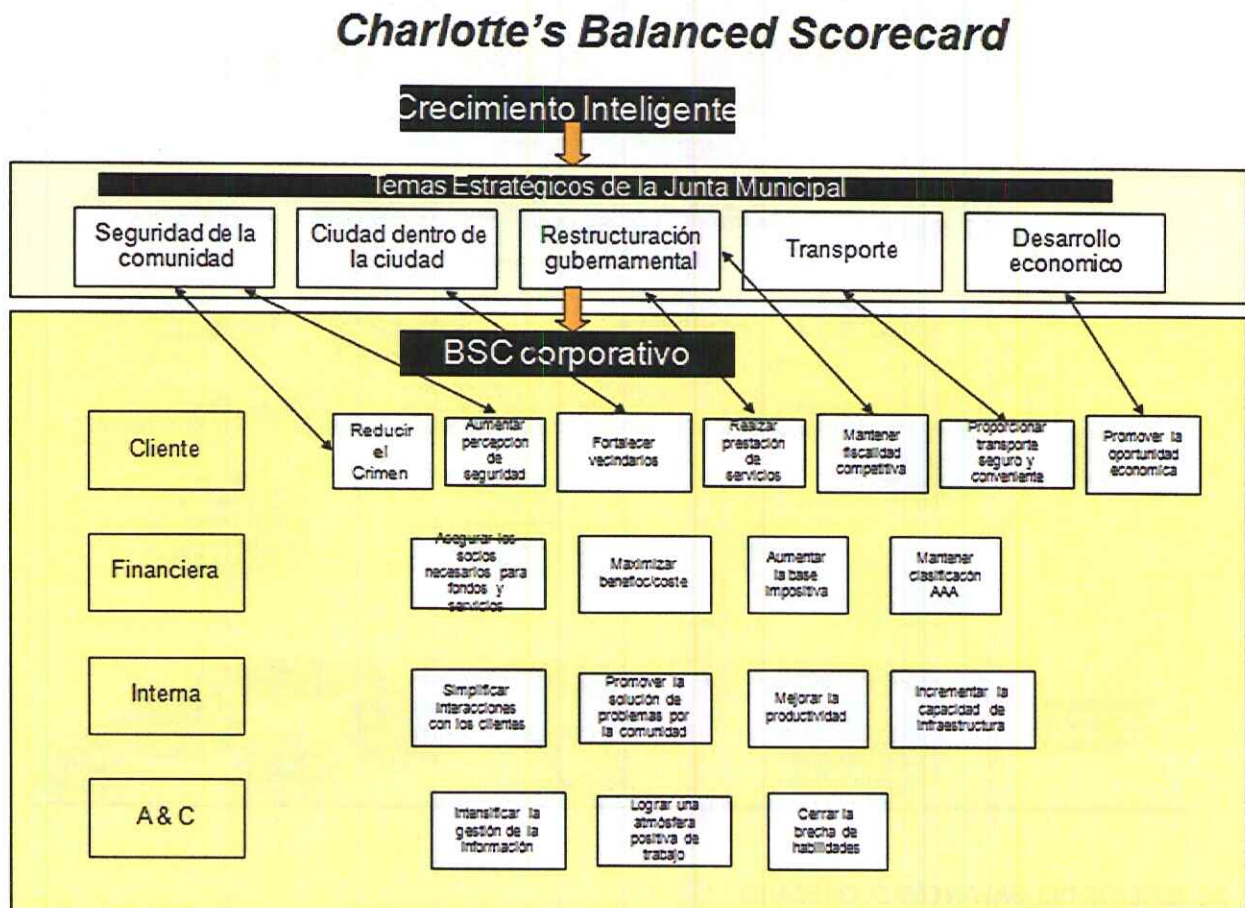 Charlotte's Balanced Scorecard
Crecimiento Inteligente
Temas Estratégicos de la Junta Municipal
Seguridad de la
comunidad
Ciudad dentro de
la ciudad
Restructuración
gubernamental
Transporte
Desarrollo
economico
BSC corporativo
Cliente
Reducir
el
Crimen
Aumentar
percepcion
de
seguridad
Fortalecer
vecindarios
Realzar
prestación
de
servicios
Mantener
fiscalidad
competitiva
Proporcionar
transporte
seguro y
conveniente
Promover la
oportunidad
economica
Financiera
Asegurar los
socios
necesarios para
fondos y
servicios
Maximizar
benefioc/coste
Aumentar
la base
impositiva
Mantener
clasificacón
AAA
Interna
Simplificar
interacciones
con los clientes
Promover la
solución de
problemas por
la comunidad
Mejorar la
productividad
Incrementar la
capacidad de
infraestructura
A & C
Intensificar la
gestión de la
información
Lograr una
atmósfera
positiva de
trabajo
Cerrar la
brecha de
habilidades